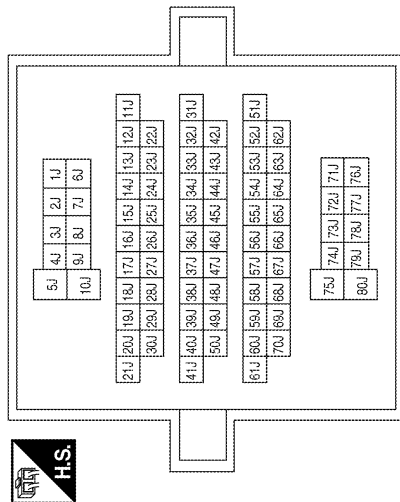 H.S.
5J 4J 3J 2J 1J
10J 9J 8J 7J 6J
21J 20J 19J 18J 17J 16J 15J 14J 13J 12J 11J
30J 29J 28J 27J 26J 25J 24J 23J 22J
41J 40J 39J 38J 37J 36J 35J 34J 33J 32J 31J
50J 49J 48J 47J 46J 45J 44J 43J 42J
61J 60J 59J 58J 57J 56J 55J 54J 53J 52J 51J
70J 69J 68J 67J 66J 65J 64J 63J 62J
75J 74J 73J 72J 71J
80J 79J 78J 77J 76J